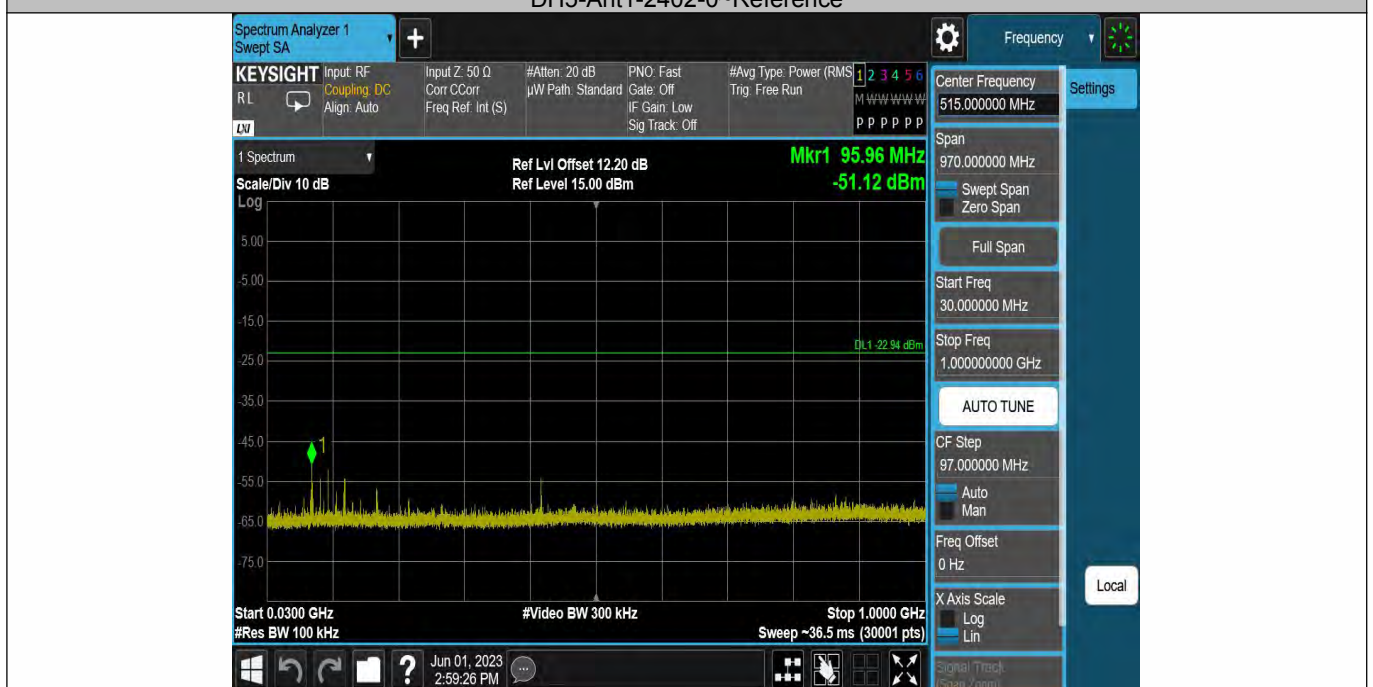 DH5-Ant1-2402-0~Reference
Spectrum Analyzer 1
Swept SA
Frequency
KEYSIGHT
RL
LXI
Input: RF
Coupling: DC
Align: Auto
Input Z: 50 Ω
Corr CCorr
Freq Ref: Int (S)
#Atten: 20 dB
µW Path: Standard
PNO: Fast
Gate: Off
IF Gain: Low
Sig Track: Off
#Avg Type: Power (RMS
Trig: Free Run
1 2 3 4 5 6
M W W W W W
P P P P P P
1 Spectrum
Scale/Div 10 dB
Log
Ref Lvl Offset 12.20 dB
Ref Level 15.00 dBm
Mkr1 95.96 MHz
-51.12 dBm
5.00
-5.00
-15.0
DL1 -22.94 dBm
-25.0
-35.0
-45.0
1
-55.0
-65.0
-75.0
Start 0.0300 GHz
#Res BW 100 kHz
#Video BW 300 kHz
Stop 1.0000 GHz
Sweep ~36.5 ms (30001 pts)
?
Jun 01, 2023
2:59:26 PM
Center Frequency
515.000000 MHz
Settings
Span
970.000000 MHz
Swept Span
Zero Span
Full Span
Start Freq
30.000000 MHz
Stop Freq
1.000000000 GHz
AUTO TUNE
CF Step
97.000000 MHz
Auto
Man
Freq Offset
0 Hz
Local
X Axis Scale
Log
Lin
Signal Track
(Span Zoom)